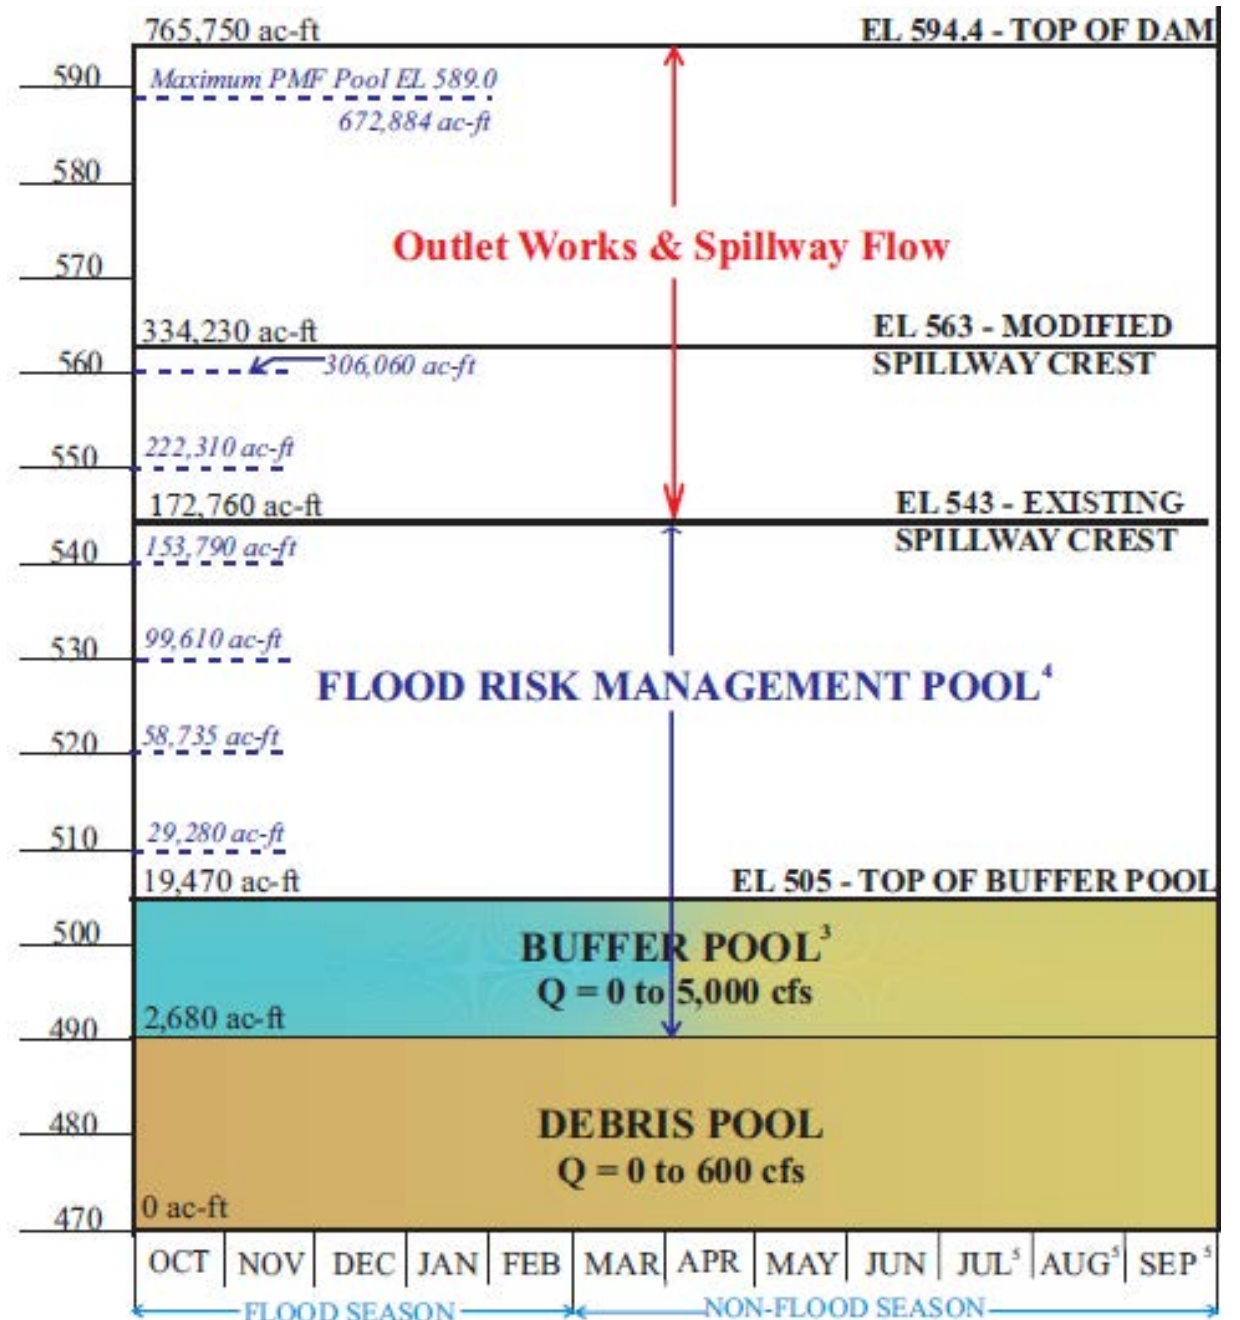 765,750 ac-ft EL 594.4 - TOP OF DAM
590 Maximum PMF Pool EL 589.0
672,884 ac-ft
580
Outlet Works & Spillway Flow
570
334,230 ac-ft EL 563 - MODIFIED
560 306,060 ac-ft SPILLWAY CREST
550 222,310 ac-ft
172,760 ac-ft EL 543 - EXISTING
540 153,790 ac-ft SPILLWAY CREST
530 99,610 ac-ft
FLOOD RISK MANAGEMENT POOL⁴
520 58,735 ac-ft
510 29,280 ac-ft
19,470 ac-ft EL 505 - TOP OF BUFFER POOL
500 BUFFER POOL³
Q = 0 to 5,000 cfs
490 2,680 ac-ft
480 DEBRIS POOL
Q = 0 to 600 cfs
470 0 ac-ft
OCT NOV DEC JAN FEB MAR APR MAY JUN JUL⁵ AUG⁵ SEP⁵
FLOOD SEASON NON-FLOOD SEASON